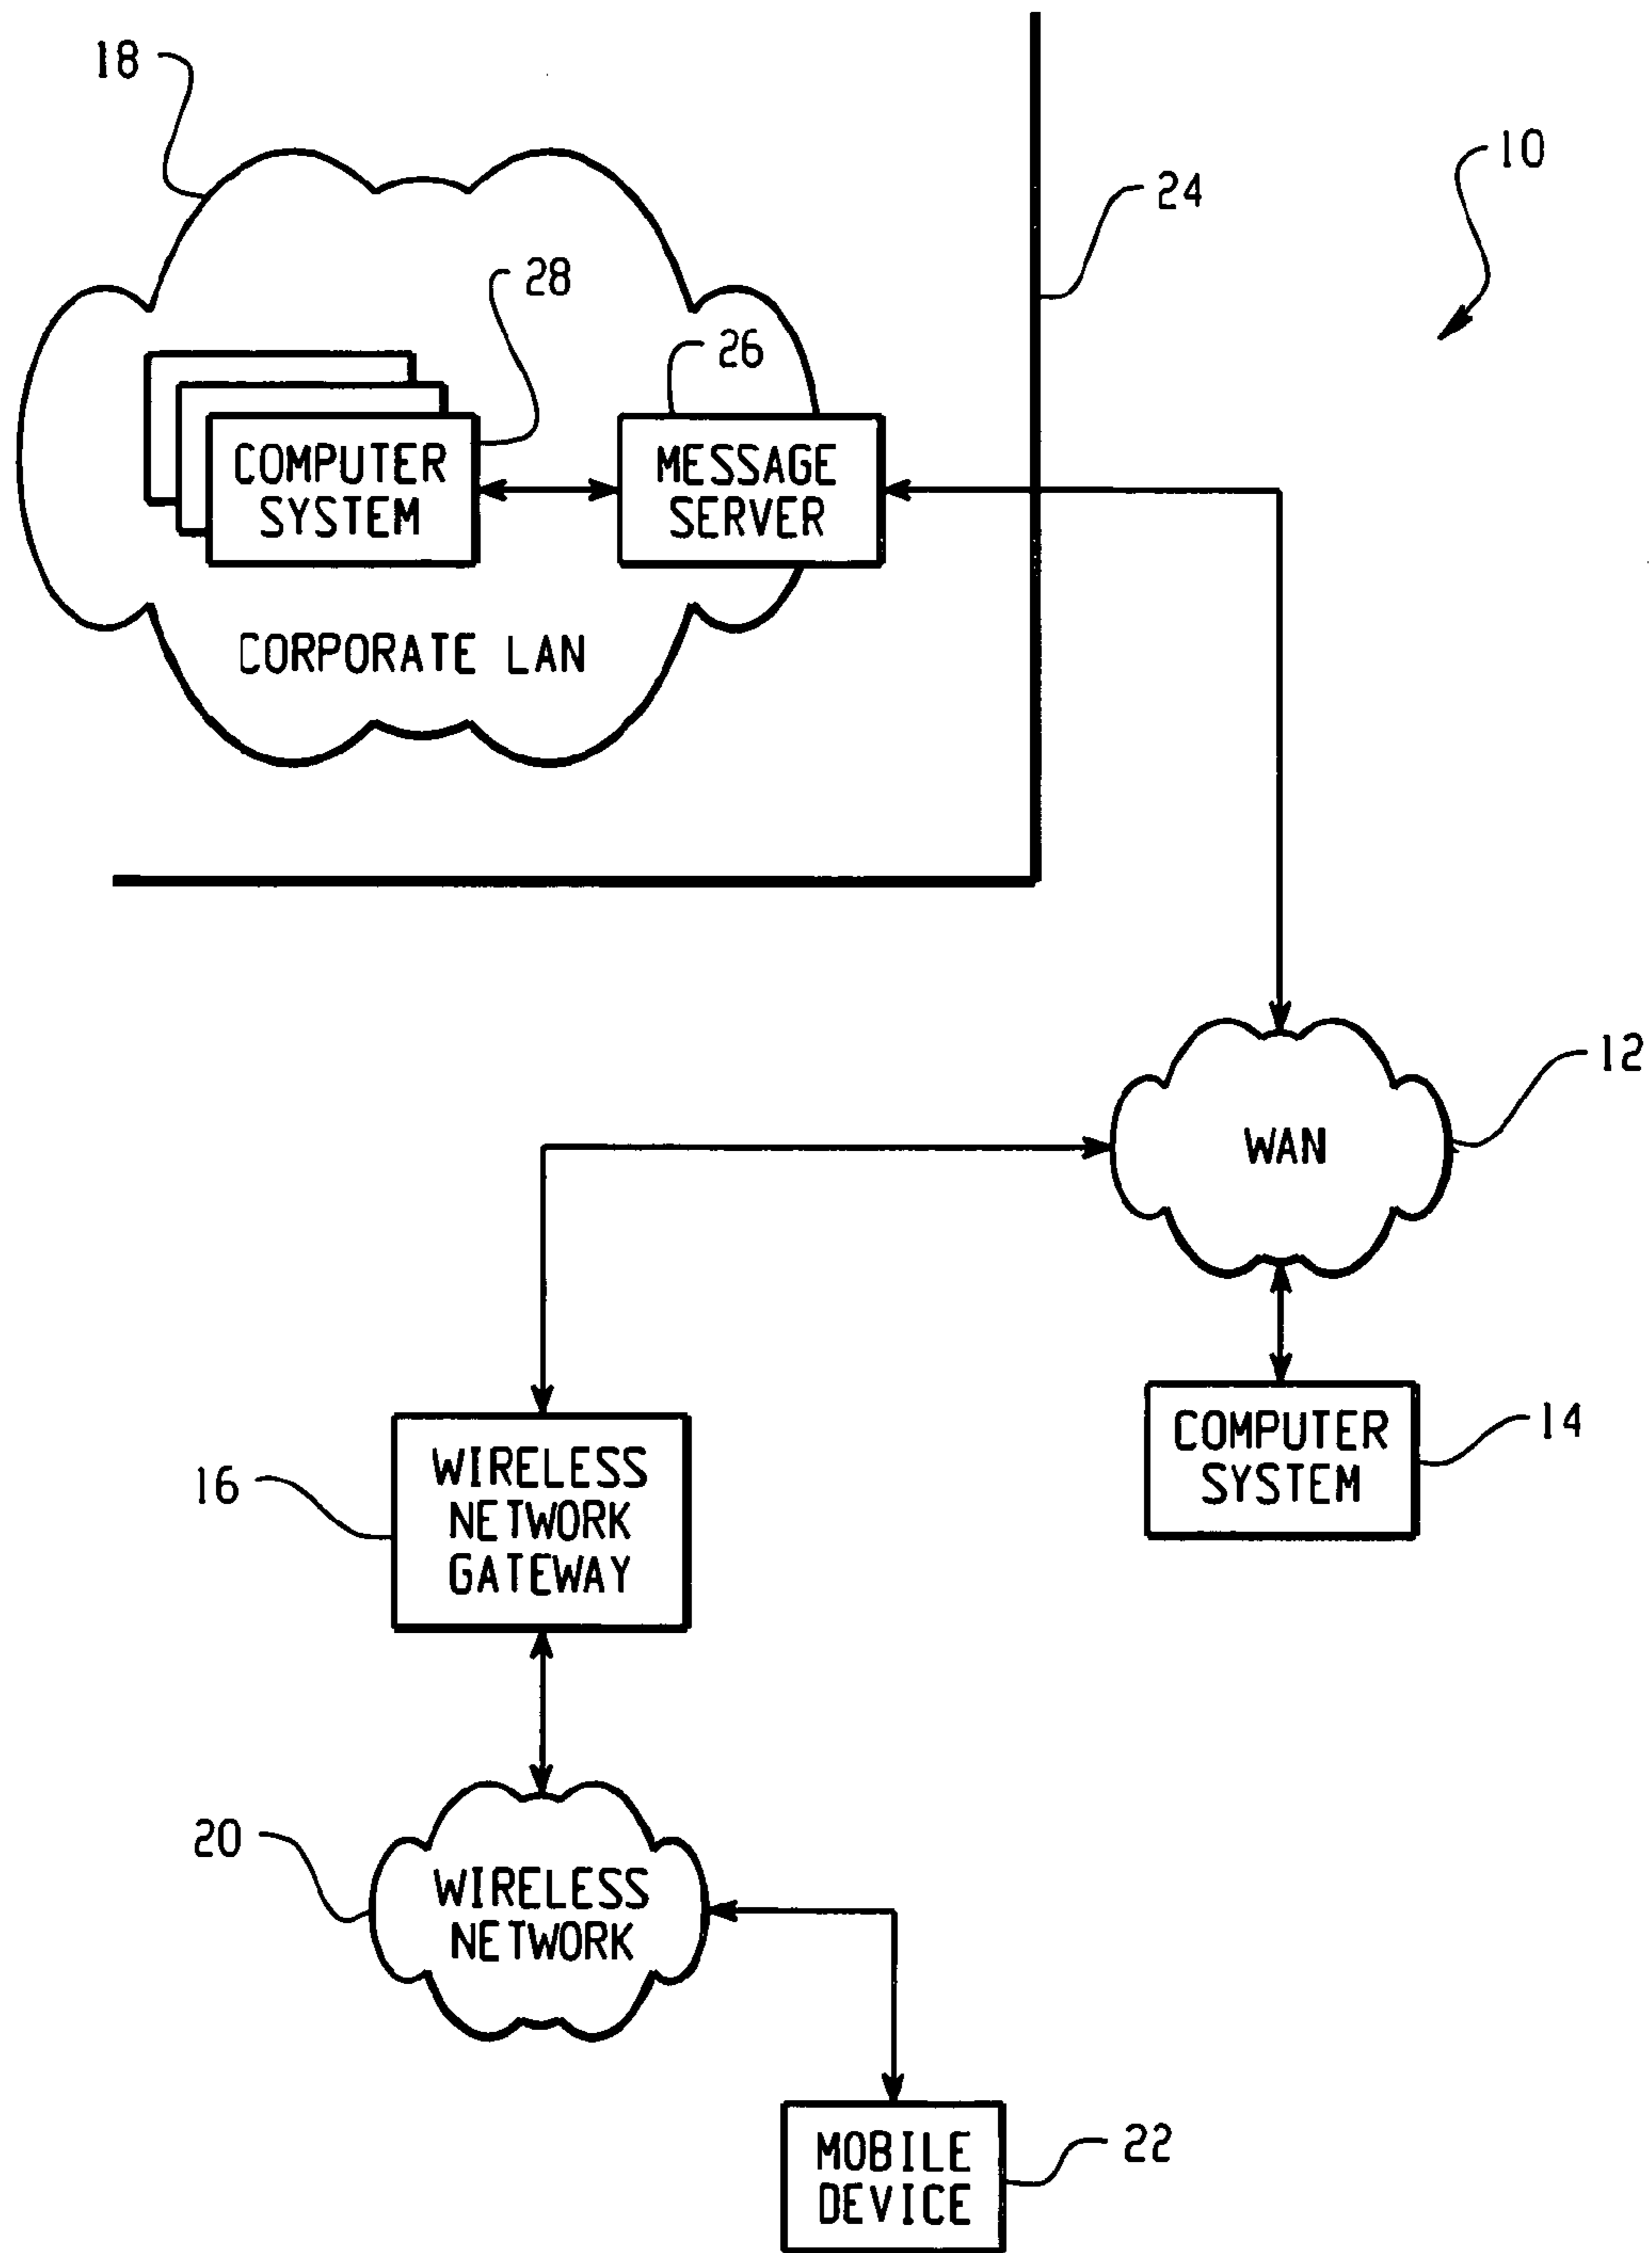 18
10
24
28
26
COMPUTER
SYSTEM
MESSAGE
SERVER
CORPORATE LAN
12
WAN
14
COMPUTER
SYSTEM
16
WIRELESS
NETWORK
GATEWAY
20
WIRELESS
NETWORK
22
MOBILE
DEVICE